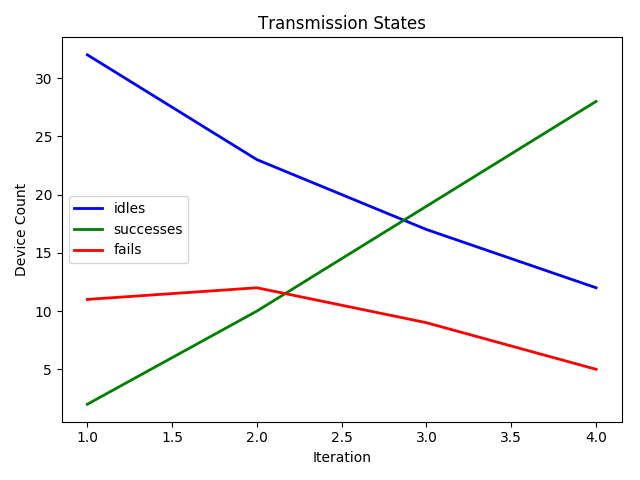 Transmission States
Device Count
30
25
20
15
10
5
idles
successes
fails
1.0 1.5 2.0 2.5 3.0 3.5 4.0
Iteration